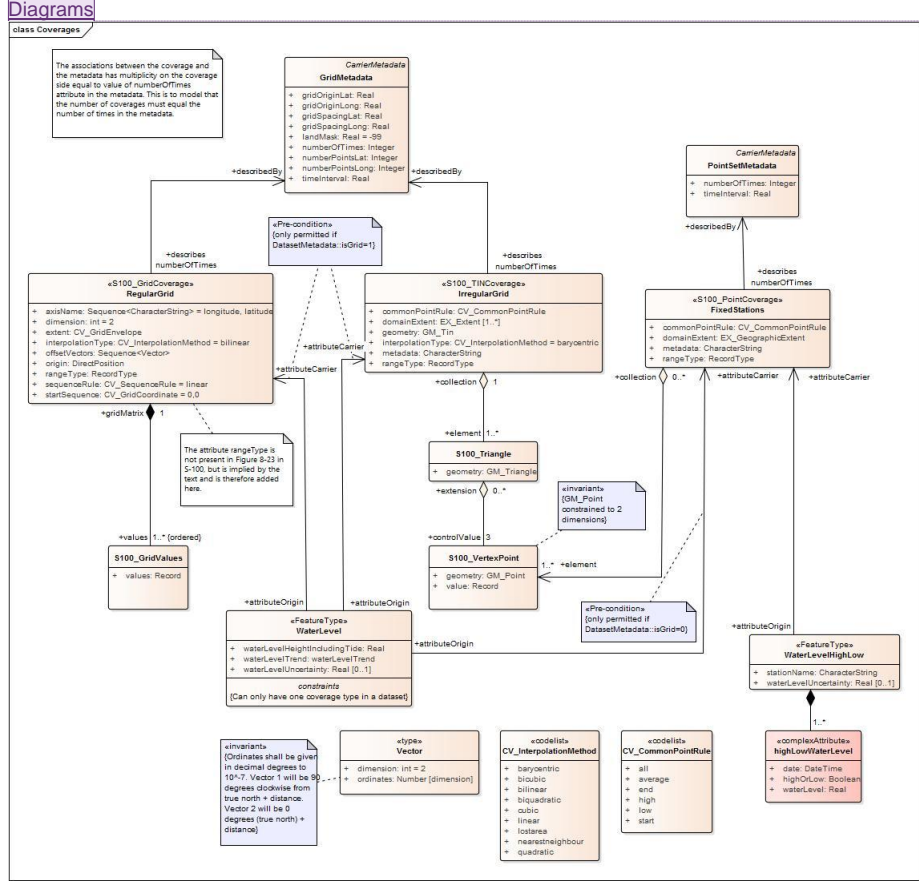 Diagrams
class Coverages
The associations between the coverage and
the metadata has multiplicity on the coverage
side equal to value of numberOfTimes
attribute in the metadata. This is to model that
the number of coverages must equal the
number of times in the metadata.
CarrierMetadata
GridMetadata
+ gridOriginLat: Real
+ gridOriginLong: Real
+ gridSpacingLat: Real
+ gridSpacingLong: Real
+ landMask: Real = -99
+ numberOfTimes: Integer
+ numberPointsLat: Integer
+ numberPointsLong: Integer
+ timeInterval: Real
CarrierMetadata
PointSetMetadata
+ numberOfTimes: Integer
+ timeInterval: Real
+describedBy
+describedBy
+describedBy
«Pre-condition»
{only permitted if
DatasetMetadata::isGrid=1}
+describes
numberOfTimes
+describes
numberOfTimes
+describes
numberOfTimes
«S100_GridCoverage»
RegularGrid
+ axisName: Sequence<CharacterString> = longitude, latitude
+ dimension: int = 2
+ extent: CV_GridEnvelope
+ interpolationType: CV_InterpolationMethod = bilinear
+ offsetVectors: Sequence<Vector>
+ origin: DirectPosition
+ rangeType: RecordType
+ sequenceRule: CV_SequenceRule = linear
+ startSequence: CV_GridCoordinate = 0,0
«S100_TINCoverage»
IrregularGrid
+ commonPointRule: CV_CommonPointRule
+ domainExtent: EX_Extent [1..*]
+ geometry: GM_Tin
+ interpolationType: CV_InterpolationMethod = barycentric
+ metadata: CharacterString
+ rangeType: RecordType
«S100_PointCoverage»
FixedStations
+ commonPointRule: CV_CommonPointRule
+ domainExtent: EX_GeographicExtent
+ metadata: CharacterString
+ rangeType: RecordType
+attributeCarrier
+attributeCarrier
+attributeCarrier
+attributeCarrier
+gridMatrix 1
+collection 1
+collection 0..*
The attribute rangeType is
not present in Figure 8-23 in
S-100, but is implied by the
text and is therefore added
here.
+element 1..*
S100_Triangle
+ geometry: GM_Triangle
+extension 0..*
«invariant»
{GM_Point
constrained to 2
dimensions}
+values 1..* {ordered}
S100_GridValues
+ values: Record
+controlValue 3
S100_VertexPoint
+ geometry: GM_Point
+ value: Record
1..* +element
+attributeOrigin
+attributeOrigin
«Pre-condition»
{only permitted if
DatasetMetadata::isGrid=0}
«FeatureType»
WaterLevel
+ waterLevelHeightIncludingTide: Real
+ waterLevelTrend: waterLevelTrend
+ waterLevelUncertainty: Real [0..1]
constraints
{Can only have one coverage type in a dataset}
+attributeOrigin
+attributeOrigin
«FeatureType»
WaterLevelHighLow
+ stationName: CharacterString
+ waterLevelUncertainty: Real [0..1]
1..*
«invariant»
{Ordinates shall be given
in decimal degrees to
10^-7. Vector 1 will be 90
degrees clockwise from
true north + distance.
Vector 2 will be 0
degrees (true north) +
distance}
«type»
Vector
+ dimension: int = 2
+ ordinates: Number [dimension]
«codelist»
CV_InterpolationMethod
+ barycentric
+ bicubic
+ bilinear
+ biquadratic
+ cubic
+ linear
+ lostarea
+ nearestneighbour
+ quadratic
«codelist»
CV_CommonPointRule
+ all
+ average
+ end
+ high
+ low
+ start
«complexAttribute»
highLowWaterLevel
+ date: DateTime
+ highOrLow: Boolean
+ waterLevel: Real